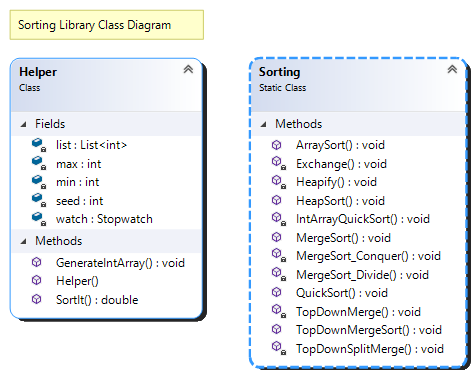 Sorting Library Class Diagram
Helper
Class
Fields
list : List<int>
max : int
min : int
seed : int
watch : Stopwatch
Methods
GenerateIntArray() : void
Helper()
SortIt() : double
Sorting
Static Class
Methods
ArraySort() : void
Exchange() : void
Heapify() : void
HeapSort() : void
IntArrayQuickSort() : void
MergeSort() : void
MergeSort_Conquer() : void
MergeSort_Divide() : void
QuickSort() : void
TopDownMerge() : void
TopDownMergeSort() : void
TopDownSplitMerge() : void